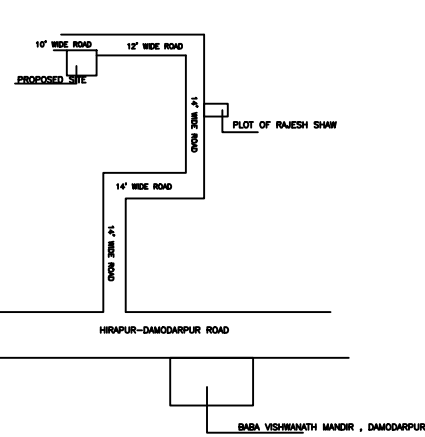 10' WIDE ROAD
12' WIDE ROAD
PROPOSED SITE
14' WIDE ROAD
PLOT OF RAJESH SHAW
14' WIDE ROAD
14' WIDE ROAD
HIRAPUR-DAMODARPUR ROAD
BABA VISHWANATH MANDIR , DAMODARPUR